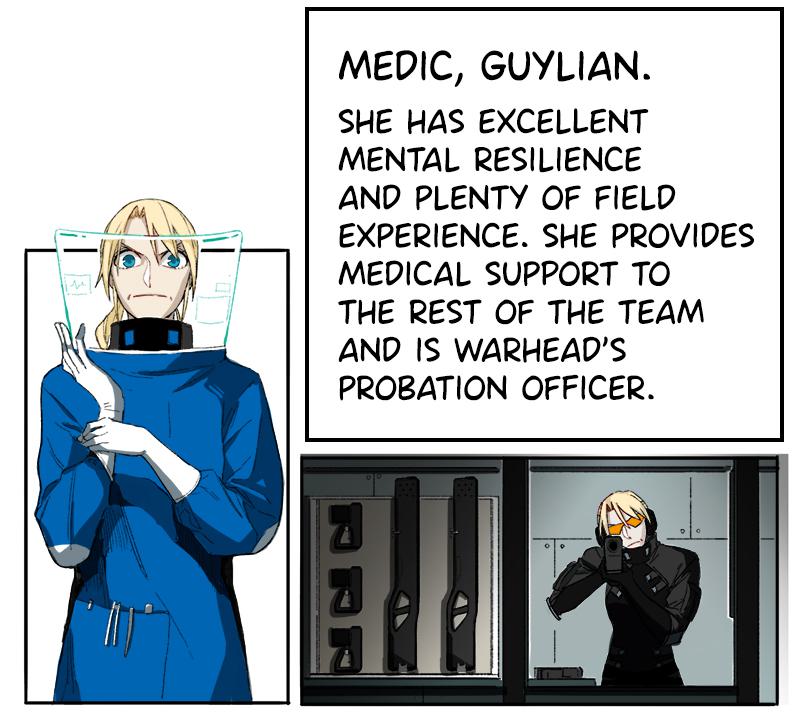 MEDIC, GUYLIAN.
SHE HAS EXCELLENT
MENTAL RESILIENCE
AND PLENTY OF FIELD
EXPERIENCE. SHE PROVIDES
MEDICAL SUPPORT TO
THE REST OF THE TEAM
AND IS WARHEAD'S
PROBATION OFFICER.